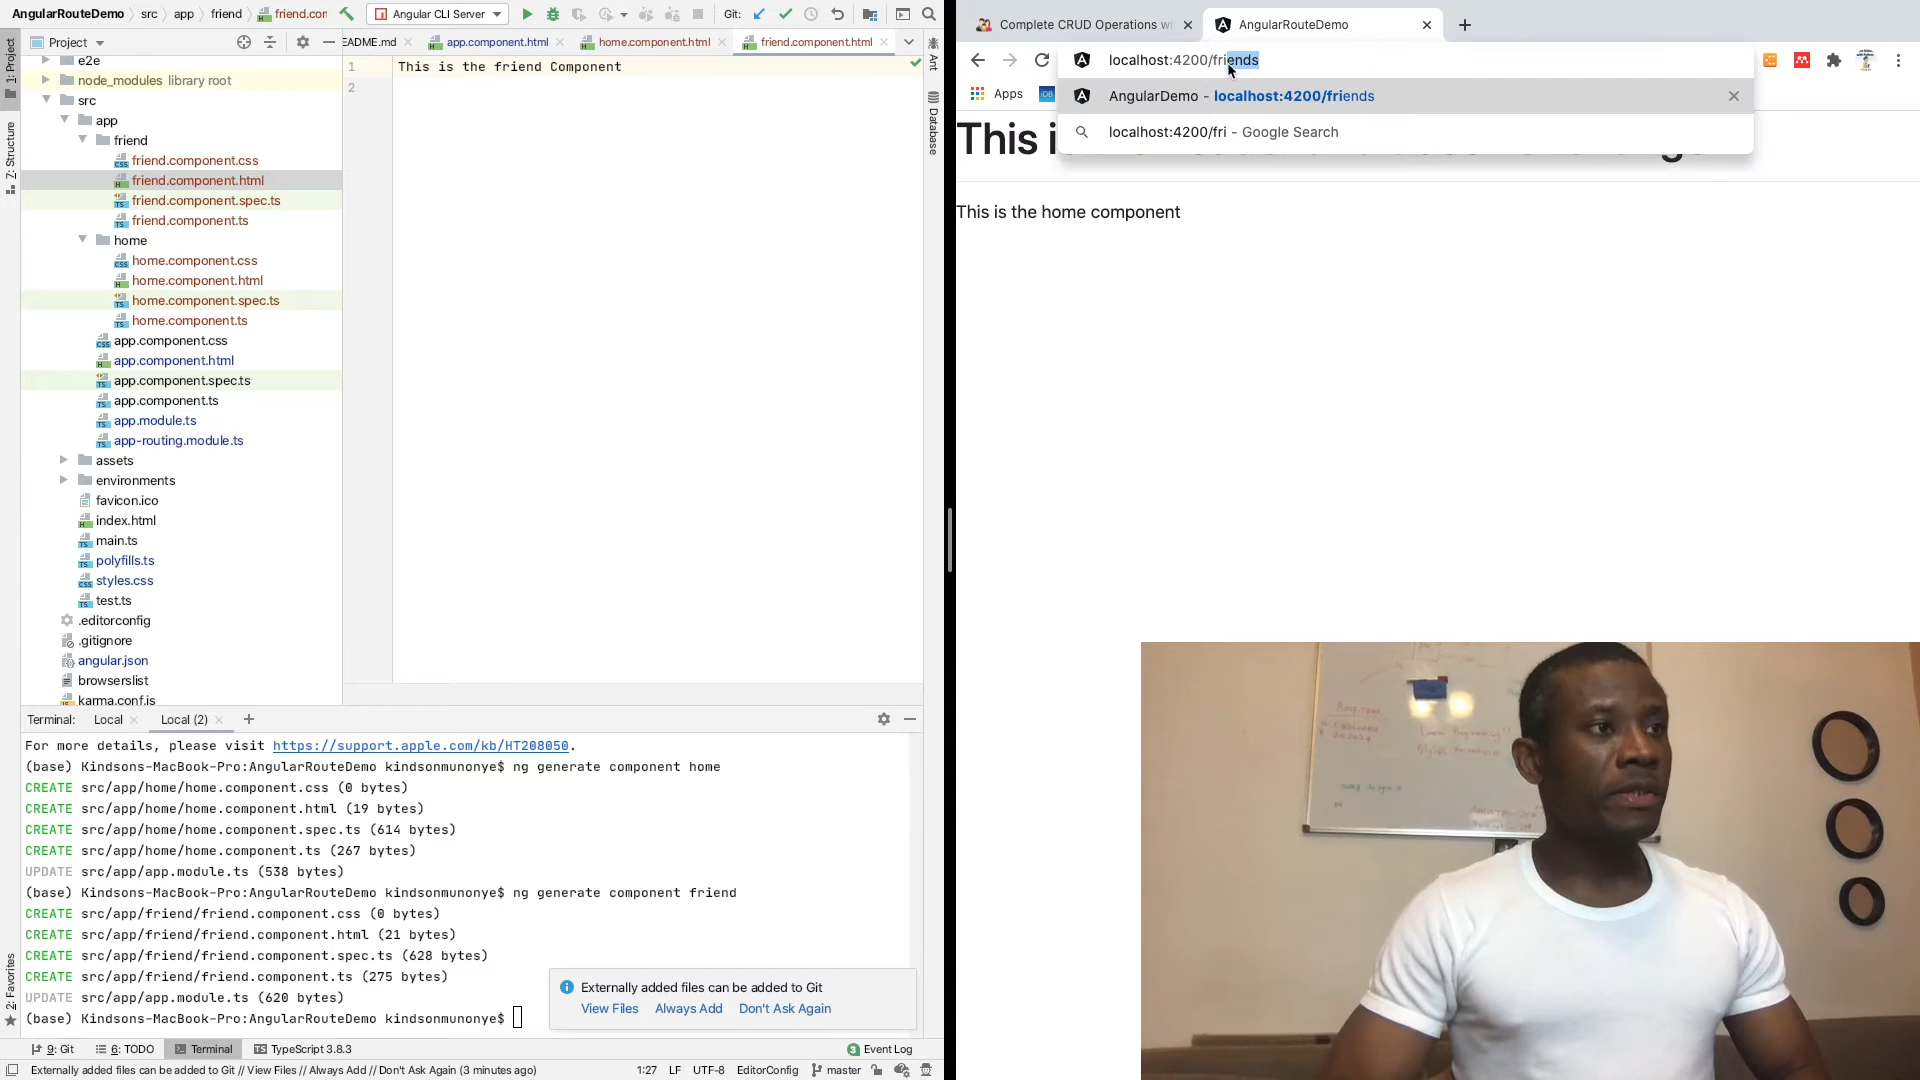 AngularRouteDemo src app friend friend.con Angular CLI Server Git:
Project
README.md app.component.html home.component.html friend.component.html
1: Project
Z: Structure
2: Favorites
Ant
Database
e2e
node_modules library root
src
app
friend
friend.component.css
friend.component.html
friend.component.spec.ts
friend.component.ts
home
home.component.css
home.component.html
home.component.spec.ts
home.component.ts
app.component.css
app.component.html
app.component.spec.ts
app.component.ts
app.module.ts
app-routing.module.ts
assets
environments
favicon.ico
index.html
main.ts
polyfills.ts
styles.css
test.ts
.editorconfig
.gitignore
angular.json
browserslist
karma.conf.js
1 This is the friend Component
2
Terminal: Local Local (2)
For more details, please visit https://support.apple.com/kb/HT208050.
(base) Kindsons-MacBook-Pro:AngularRouteDemo kindsonmunonye$ ng generate component home
CREATE src/app/home/home.component.css (0 bytes)
CREATE src/app/home/home.component.html (19 bytes)
CREATE src/app/home/home.component.spec.ts (614 bytes)
CREATE src/app/home/home.component.ts (267 bytes)
UPDATE src/app/app.module.ts (538 bytes)
(base) Kindsons-MacBook-Pro:AngularRouteDemo kindsonmunonye$ ng generate component friend
CREATE src/app/friend/friend.component.css (0 bytes)
CREATE src/app/friend/friend.component.html (21 bytes)
CREATE src/app/friend/friend.component.spec.ts (628 bytes)
CREATE src/app/friend/friend.component.ts (275 bytes)
UPDATE src/app/app.module.ts (620 bytes)
(base) Kindsons-MacBook-Pro:AngularRouteDemo kindsonmunonye$
Externally added files can be added to Git
View Files Always Add Don't Ask Again
9: Git 6: TODO Terminal TypeScript 3.8.3 3 Event Log
Externally added files can be added to Git // View Files // Always Add // Don't Ask Again (3 minutes ago) 1:27 LF UTF-8 EditorConfig master
Complete CRUD Operations wi AngularRouteDemo
localhost:4200/friends
Apps
AngularDemo - localhost:4200/friends
localhost:4200/fri - Google Search
This i
This is the home component